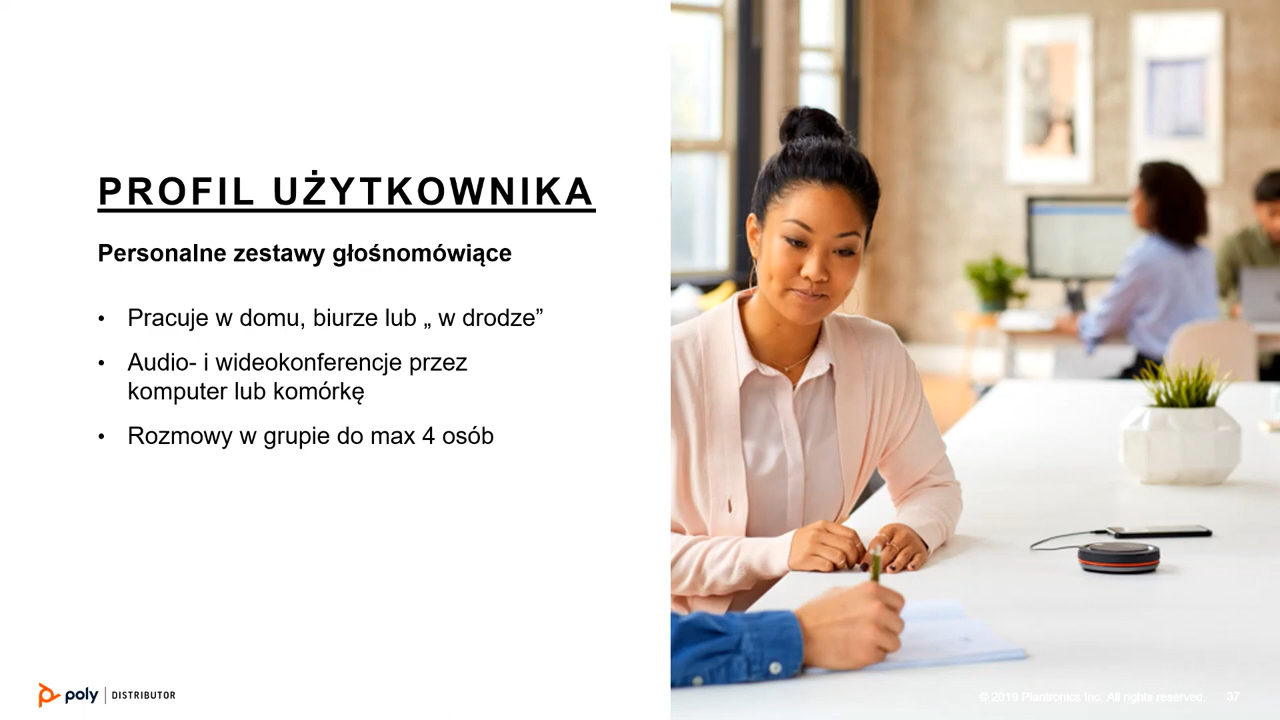 PROFIL UŻYTKOWNIKA
Personalne zestawy głośnomówiące
• Pracuje w domu, biurze lub „ w drodze”
• Audio- i wideokonferencje przez
komputer lub komórkę
• Rozmowy w grupie do max 4 osób
poly | DISTRIBUTOR
© 2019 Plantronics Inc. All rights reserved. 37